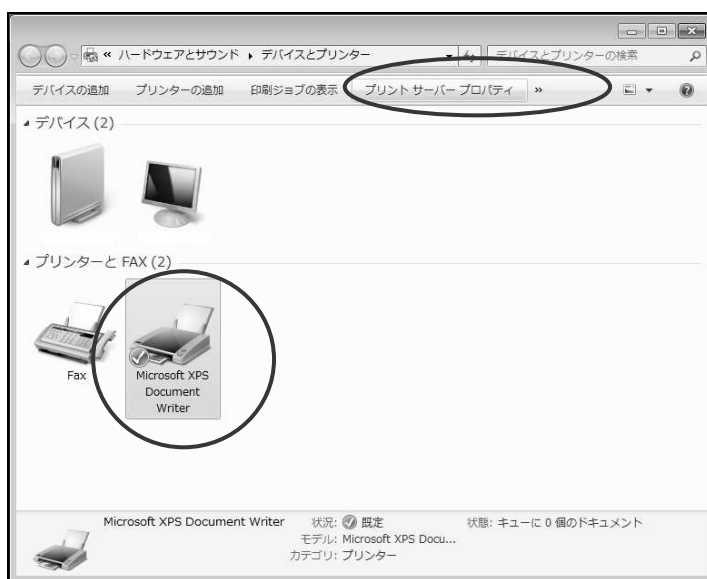 « ハードウェアとサウンド ▸ デバイスとプリンター デバイスとプリンターの検索
デバイスの追加 プリンターの追加 印刷ジョブの表示 プリント サーバー プロパティ »
デバイス (2)
プリンターと FAX (2)
Fax
Microsoft XPS
Document
Writer
Microsoft XPS Document Writer 状況: 既定 状態: キューに 0 個のドキュメント
モデル: Microsoft XPS Docu...
カテゴリ: プリンター